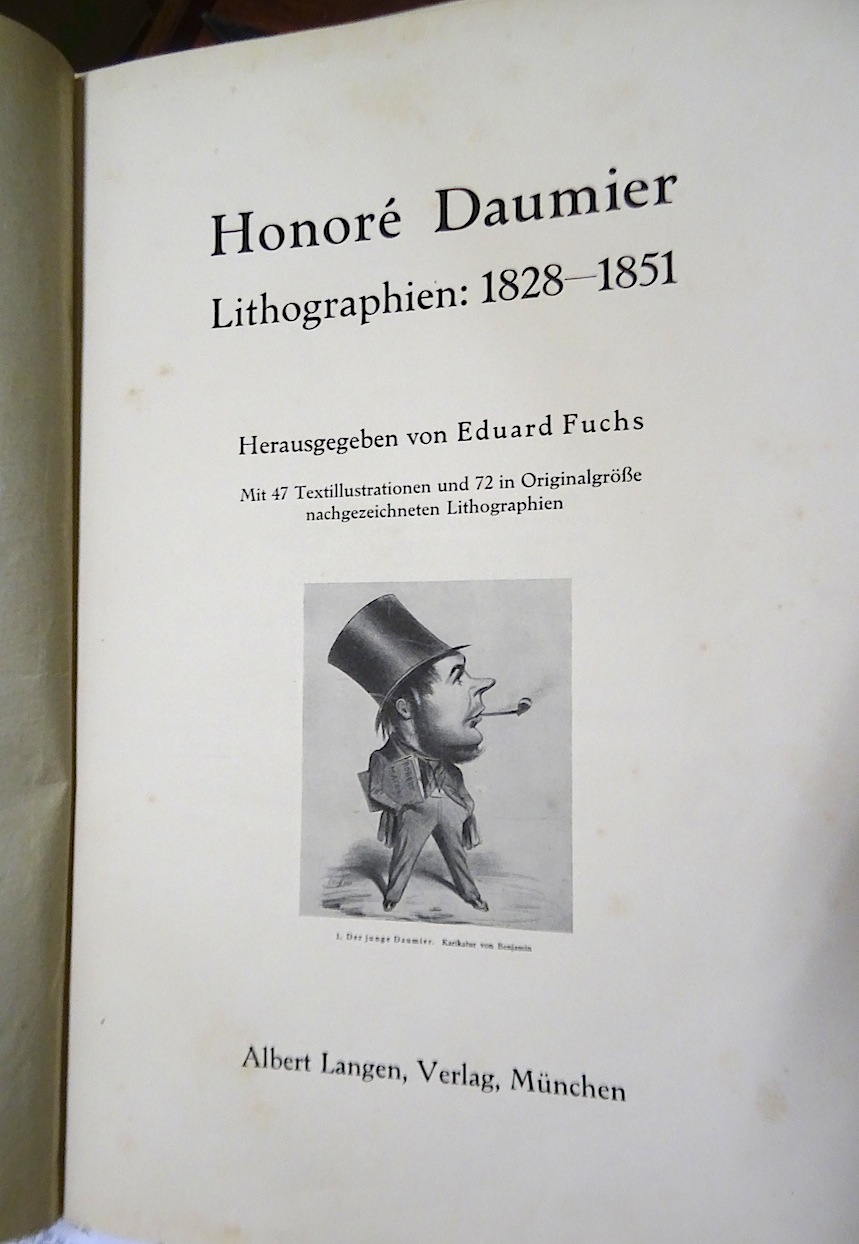 Honoré Daumier
Lithographien: 1828—1851
Herausgegeben von Eduard Fuchs
Mit 47 Textillustrationen und 72 in Originalgröße
nachgezeichneten Lithographien
1. Der junge Daumier. Karikatur von Benjamin
Albert Langen, Verlag, München